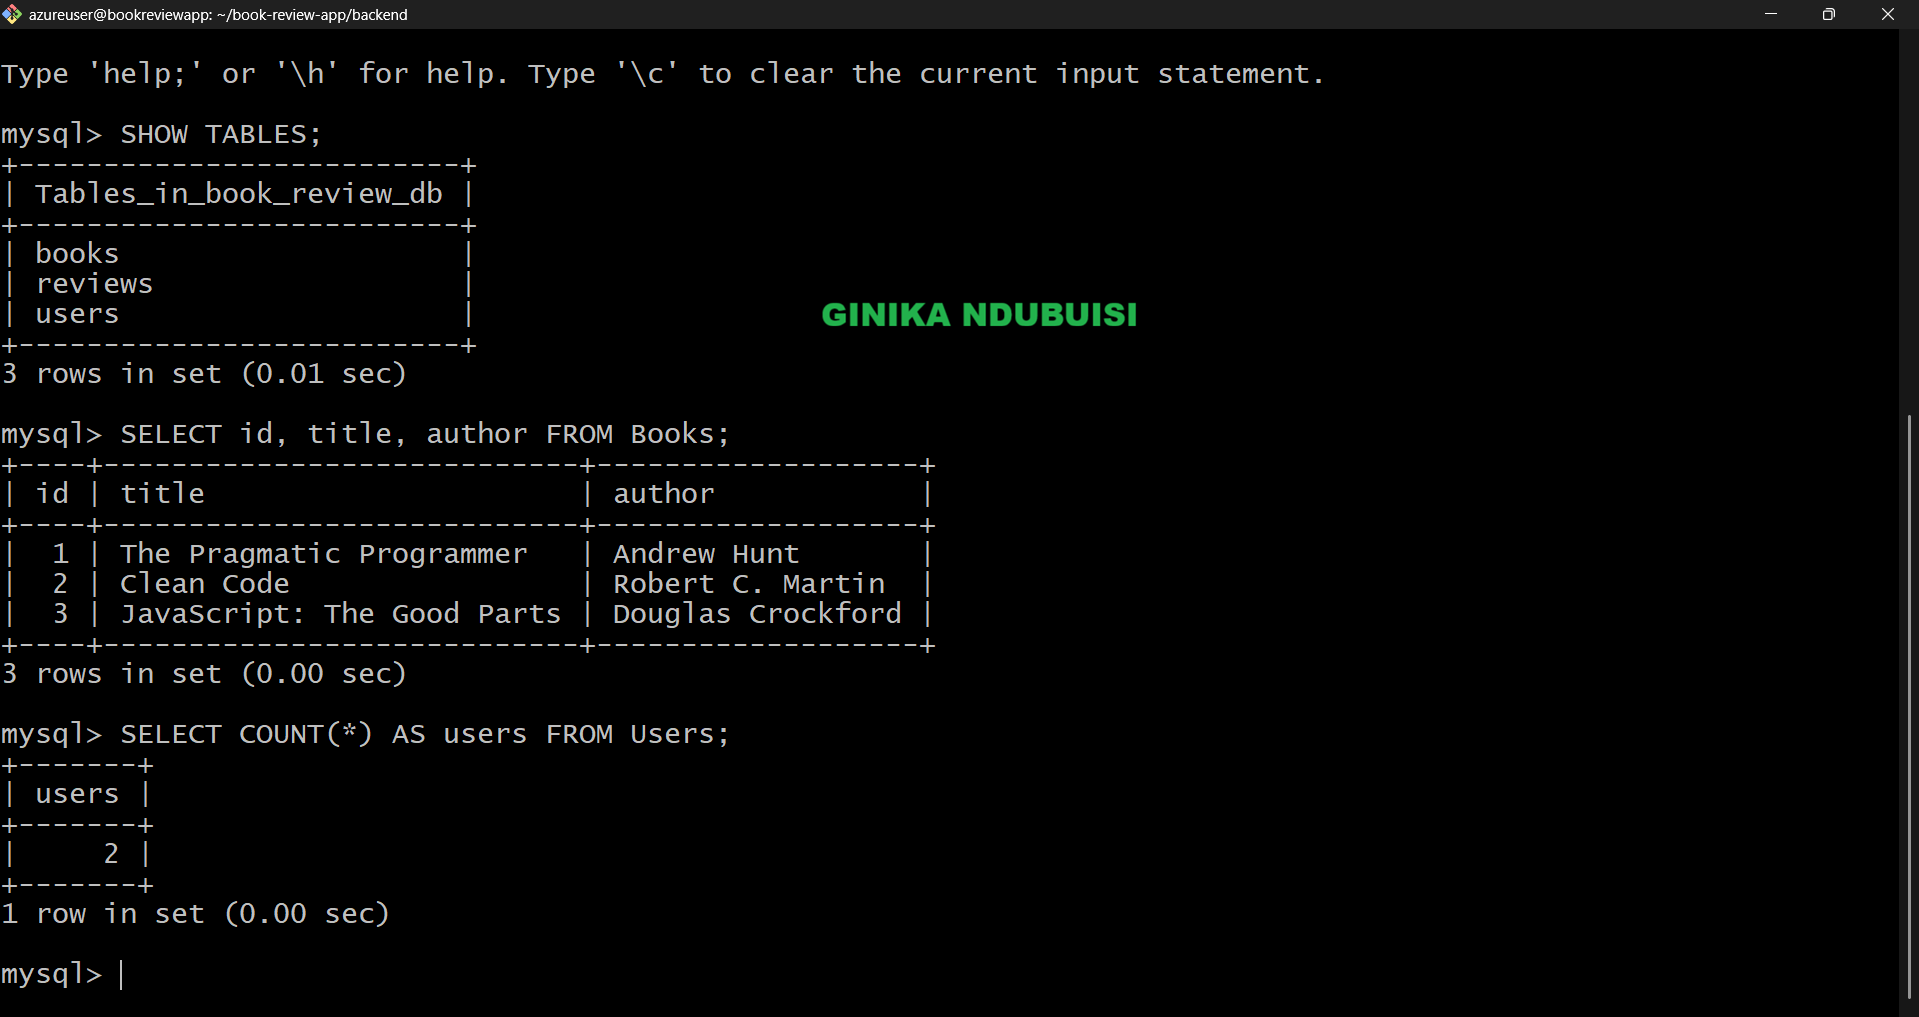 azureuser@bookreviewapp: ~/book-review-app/backend
Type 'help;' or '\h' for help. Type '\c' to clear the current input statement.
mysql> SHOW TABLES;
+--------------------------+
| Tables_in_book_review_db |
+--------------------------+
| books                    |
| reviews                  |
| users                    |
+--------------------------+
GINIKA NDUBUISI
3 rows in set (0.01 sec)
mysql> SELECT id, title, author FROM Books;
+----+----------------------------+-------------------+
| id | title                      | author            |
+----+----------------------------+-------------------+
|  1 | The Pragmatic Programmer   | Andrew Hunt       |
|  2 | Clean Code                 | Robert C. Martin  |
|  3 | JavaScript: The Good Parts | Douglas Crockford |
+----+----------------------------+-------------------+
3 rows in set (0.00 sec)
mysql> SELECT COUNT(*) AS users FROM Users;
+-------+
| users |
+-------+
|     2 |
+-------+
1 row in set (0.00 sec)
mysql>